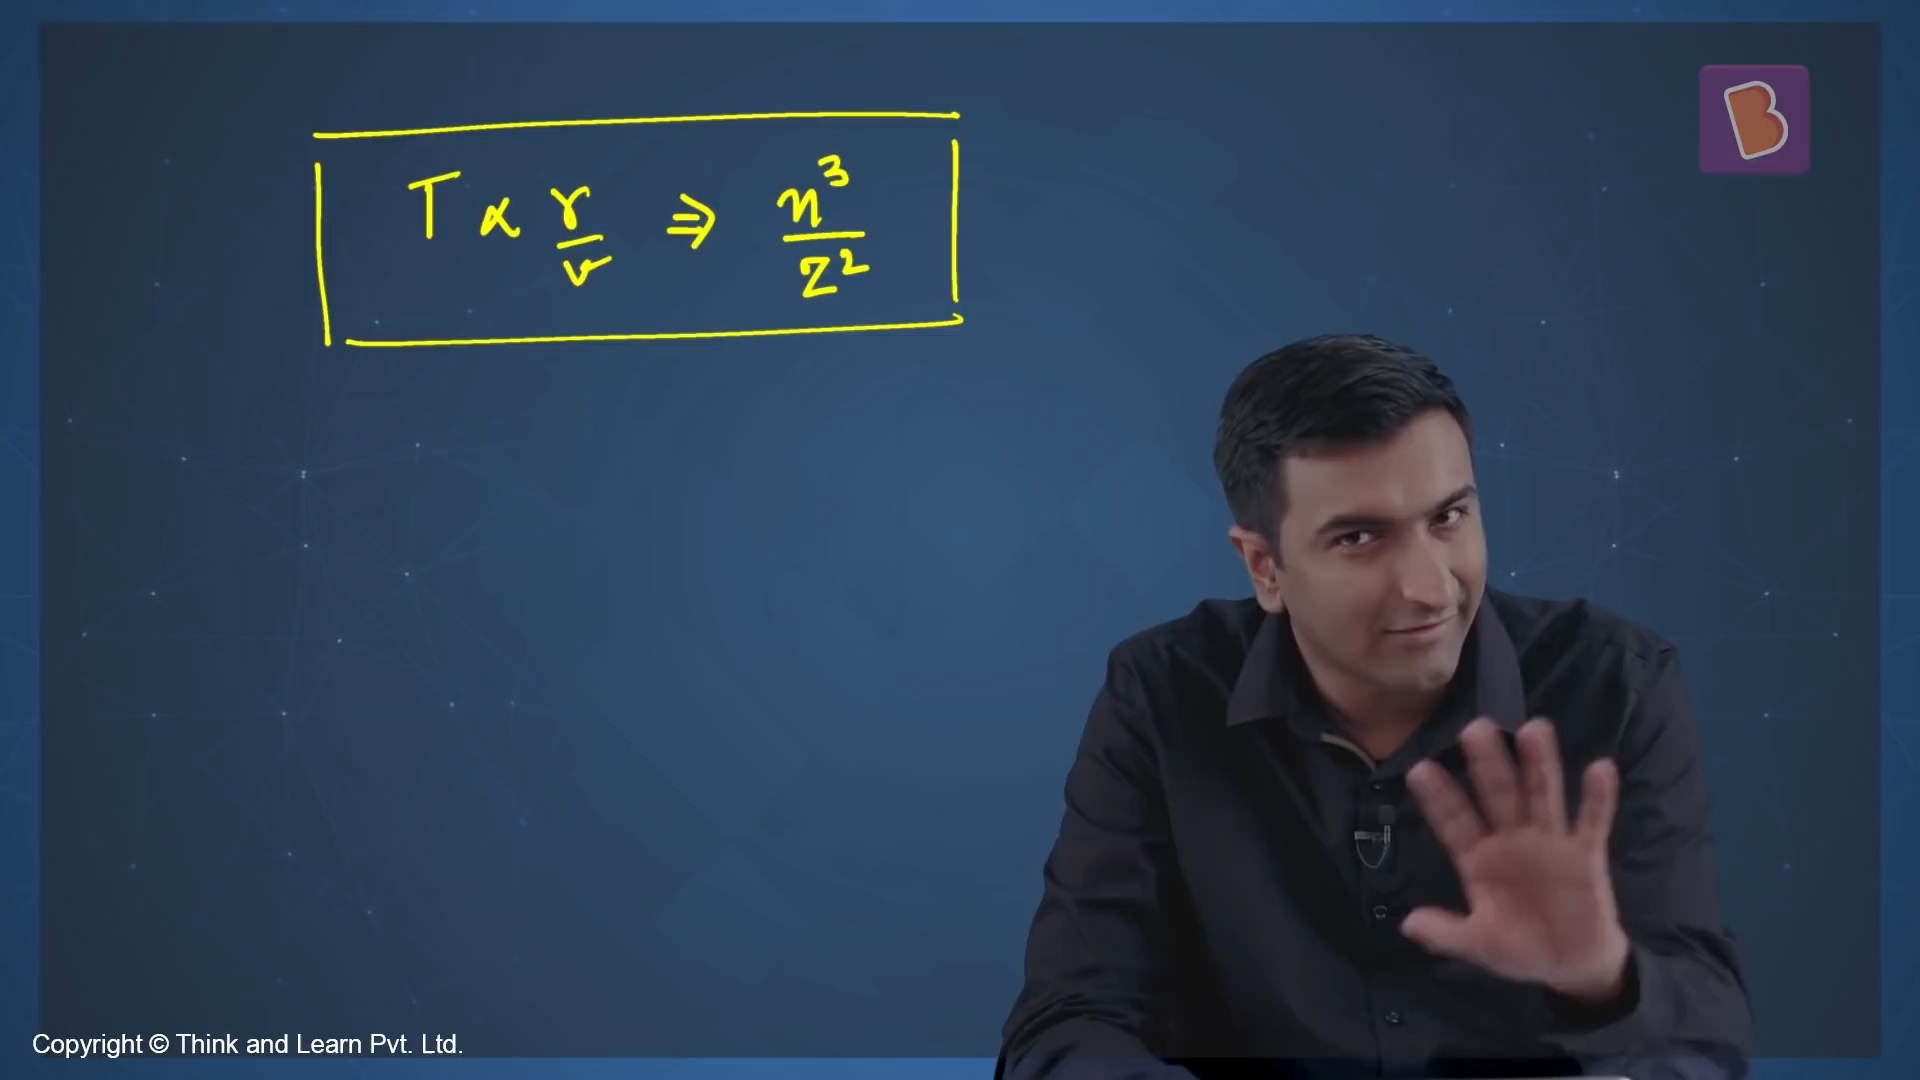 T ∝ r/v ⇒ n³/Z²
B
Copyright © Think and Learn Pvt. Ltd.